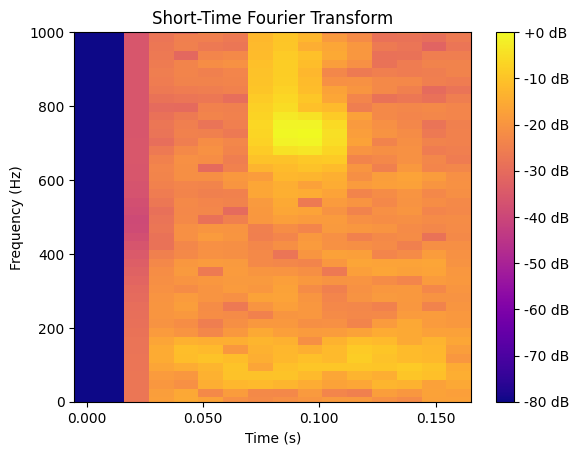 Short-Time Fourier Transform
1000
800
600
400
200
0
Frequency (Hz)
0.000
0.050
0.100
0.150
Time (s)
+0 dB
-10 dB
-20 dB
-30 dB
-40 dB
-50 dB
-60 dB
-70 dB
-80 dB